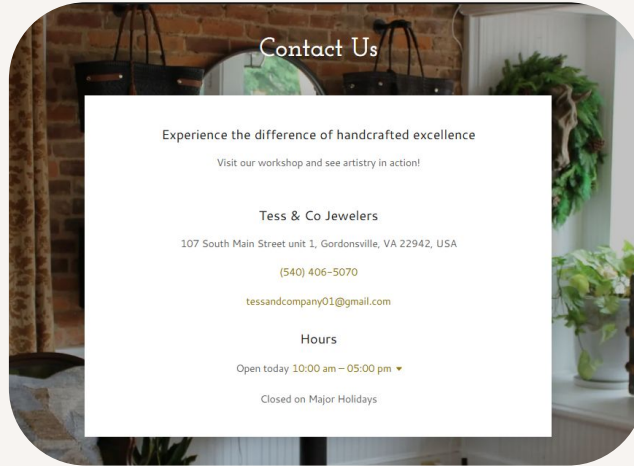 Contact Us
Experience the difference of handcrafted excellence
Visit our workshop and see artistry in action!
Tess & Co Jewelers
107 South Main Street unit 1, Gordonsville, VA 22942, USA
(540) 406-5070
tessandcompany01@gmail.com
Hours
Open today 10:00 am – 05:00 pm
Closed on Major Holidays